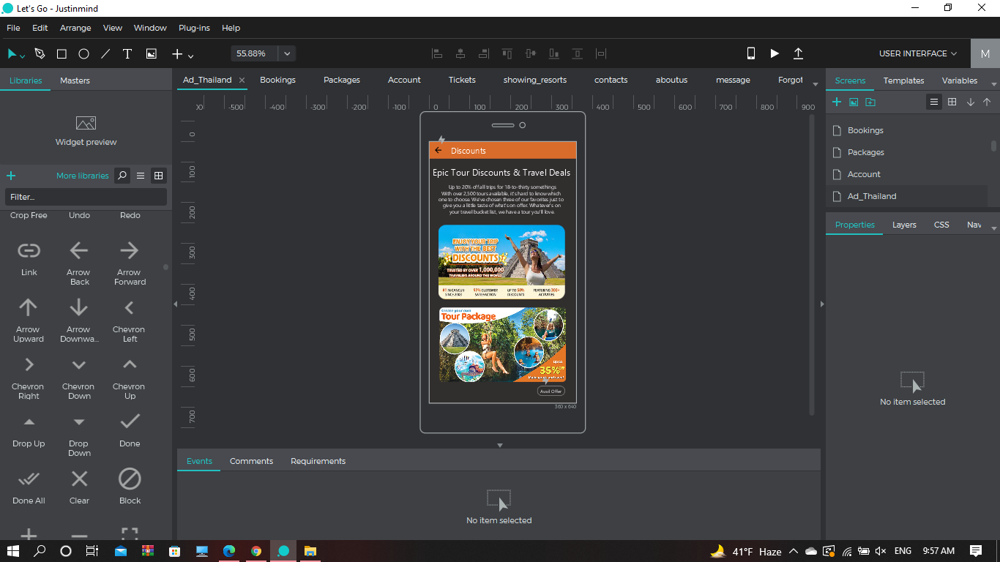 Let's Go - Justinmind
File Edit Arrange View Window Plug-ins Help
55.88%
USER INTERFACE
M
Libraries Masters
Widget preview
More libraries
Filter...
Crop Free Undo Redo
Link Arrow Back Arrow Forward
Arrow Upward Arrow Downwa... Chevron Left
Chevron Right Chevron Down Chevron Up
Drop Up Drop Down Done
Done All Clear Block
Ad_Thailand Bookings Packages Account Tickets showing_resorts contacts aboutus message Forgot
00 -500 -400 -300 -200 -100 0 100 200 300 400 500 600 700 800 900
0
100
200
300
400
500
600
700
Discounts
Epic Tour Discounts & Travel Deals
Up to 20% of fall trips for 18-to-thirty somethings
With over 2,500 tours available, it's hard to know which
one to choose. We've chosen three of our favorites just to
give you a little taste of what's on offer. Whatever's on
your travel bucket list, we have a tour you'll love.
ENJOY YOUR TRIP
WITH THE BEST
DISCOUNTS
TRUSTED BY OVER 1,000,000
TRAVELERS AROUND THE WORLD
#1 IN CANCUN SINCE 2003
97% CUSTOMER SATISFACTION
UP TO 50% DISCOUNTS
FEATURING 300+ ACTIVITIES
Create your own
Tour Package
Up to
35% OFF
Avail Offer
360 x 640
Events Comments Requirements
No item selected
Screens Templates Variables
Bookings
Packages
Account
Ad_Thailand
Properties Layers CSS Nav
No item selected
41°F Haze
ENG
9:57 AM